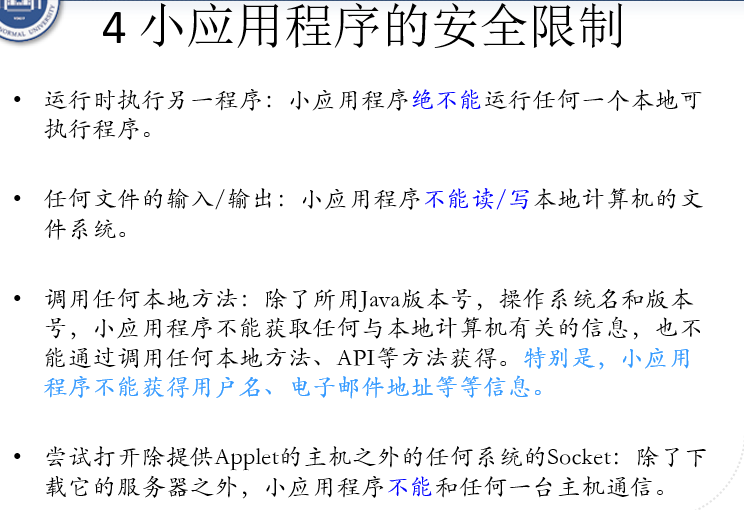 NORMAL UNIVERSITY
4 小应用程序的安全限制
• 运行时执行另一程序：小应用程序绝不能运行任何一个本地可
执行程序。
• 任何文件的输入/输出：小应用程序不能读/写本地计算机的文
件系统。
• 调用任何本地方法：除了所用Java版本号，操作系统名和版本
号，小应用程序不能获取任何与本地计算机有关的信息，也不
能通过调用任何本地方法、API等方法获得。特别是，小应用
程序不能获得用户名、电子邮件地址等等信息。
• 尝试打开除提供Applet的主机之外的任何系统的Socket：除了下
载它的服务器之外，小应用程序不能和任何一台主机通信。